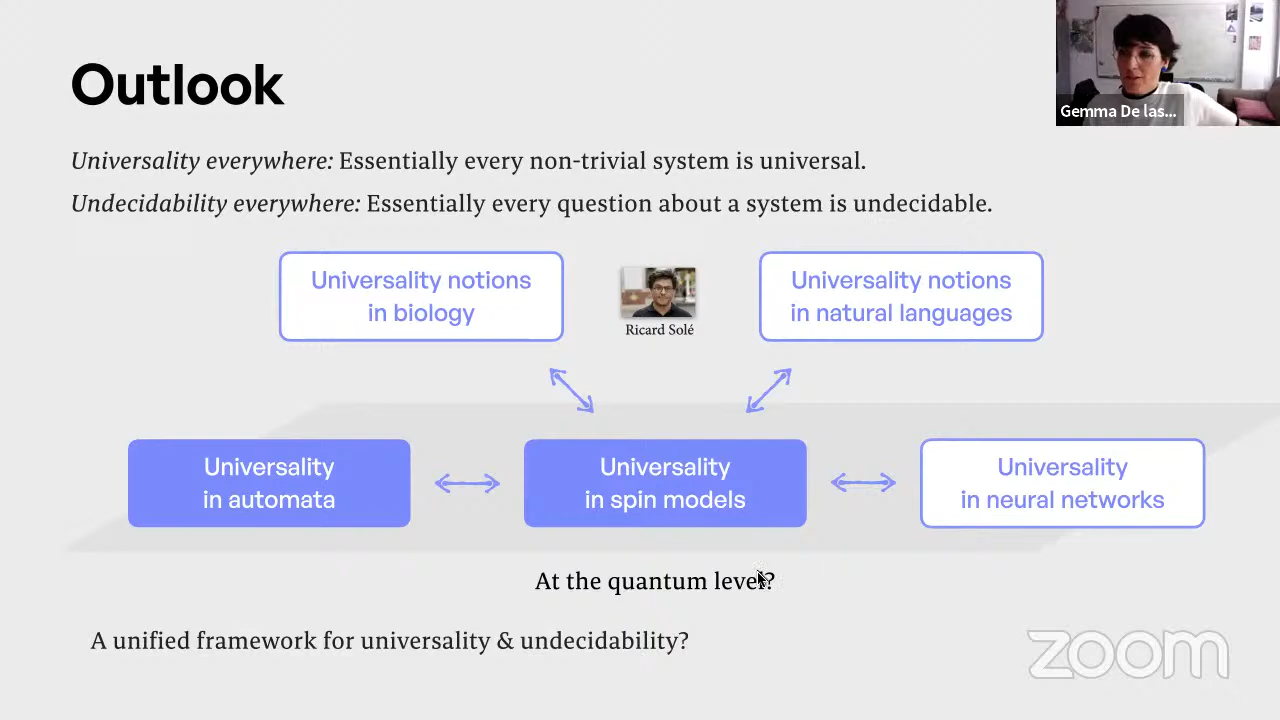 Outlook
Gemma De las...
Universality everywhere: Essentially every non-trivial system is universal.
Undecidability everywhere: Essentially every question about a system is undecidable.
Universality notions
in biology
Ricard Solé
Universality notions
in natural languages
Universality
in automata
Universality
in spin models
Universality
in neural networks
At the quantum level?
A unified framework for universality & undecidability?
zoom